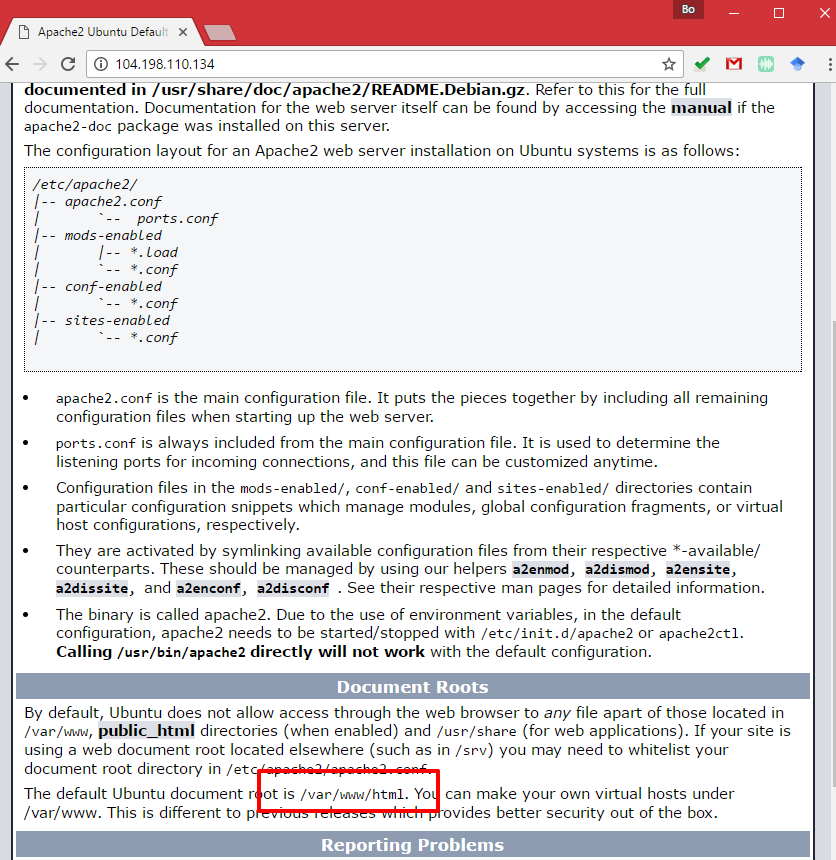 Bo
Apache2 Ubuntu Default
104.198.110.134
documented in /usr/share/doc/apache2/README.Debian.gz. Refer to this for the full
documentation. Documentation for the web server itself can be found by accessing the manual if the
apache2-doc package was installed on this server.
The configuration layout for an Apache2 web server installation on Ubuntu systems is as follows:
/etc/apache2/
|-- apache2.conf
|       `--  ports.conf
|-- mods-enabled
|       |-- *.load
|       `-- *.conf
|-- conf-enabled
|       `-- *.conf
|-- sites-enabled
|       `-- *.conf
• apache2.conf is the main configuration file. It puts the pieces together by including all remaining
configuration files when starting up the web server.
• ports.conf is always included from the main configuration file. It is used to determine the
listening ports for incoming connections, and this file can be customized anytime.
• Configuration files in the mods-enabled/, conf-enabled/ and sites-enabled/ directories contain
particular configuration snippets which manage modules, global configuration fragments, or virtual
host configurations, respectively.
• They are activated by symlinking available configuration files from their respective *-available/
counterparts. These should be managed by using our helpers a2enmod, a2dismod, a2ensite,
a2dissite, and a2enconf, a2disconf . See their respective man pages for detailed information.
• The binary is called apache2. Due to the use of environment variables, in the default
configuration, apache2 needs to be started/stopped with /etc/init.d/apache2 or apache2ctl.
Calling /usr/bin/apache2 directly will not work with the default configuration.
Document Roots
By default, Ubuntu does not allow access through the web browser to any file apart of those located in
/var/www, public_html directories (when enabled) and /usr/share (for web applications). If your site is
using a web document root located elsewhere (such as in /srv) you may need to whitelist your
document root directory in /etc/apache2/apache2.conf.
The default Ubuntu document root is /var/www/html. You can make your own virtual hosts under
/var/www. This is different to previous releases which provides better security out of the box.
Reporting Problems